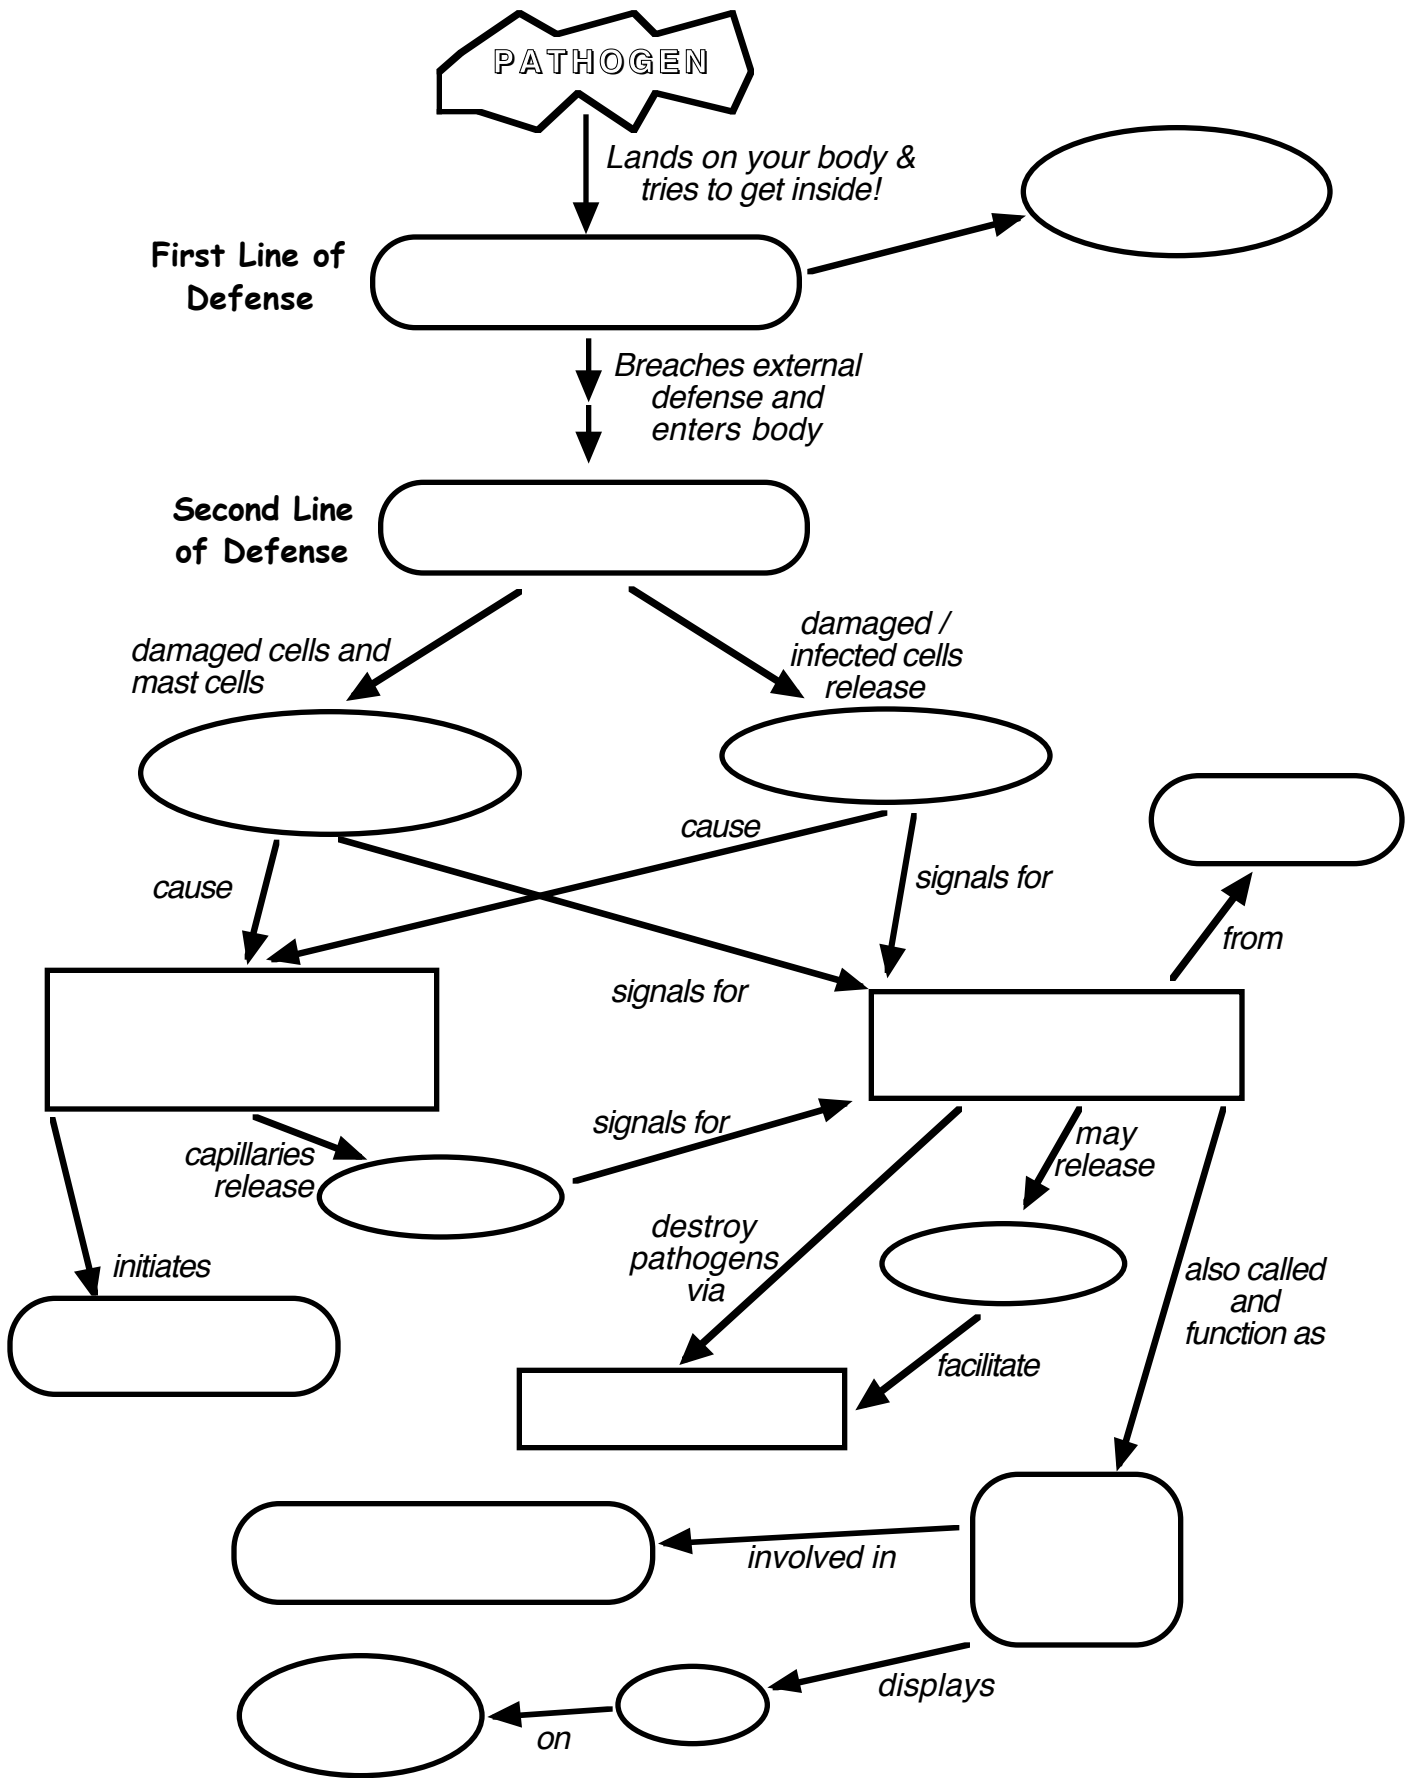 PATHOGEN
Lands on your body &
tries to get inside!
First Line of
Defense
Breaches external
defense and
enters body
Second Line
of Defense
damaged cells and
mast cells
damaged /
infected cells
release
cause
cause
signals for
from
signals for
signals for
capillaries
release
may
release
initiates
destroy
pathogens
via
also called
and
function as
facilitate
involved in
displays
on